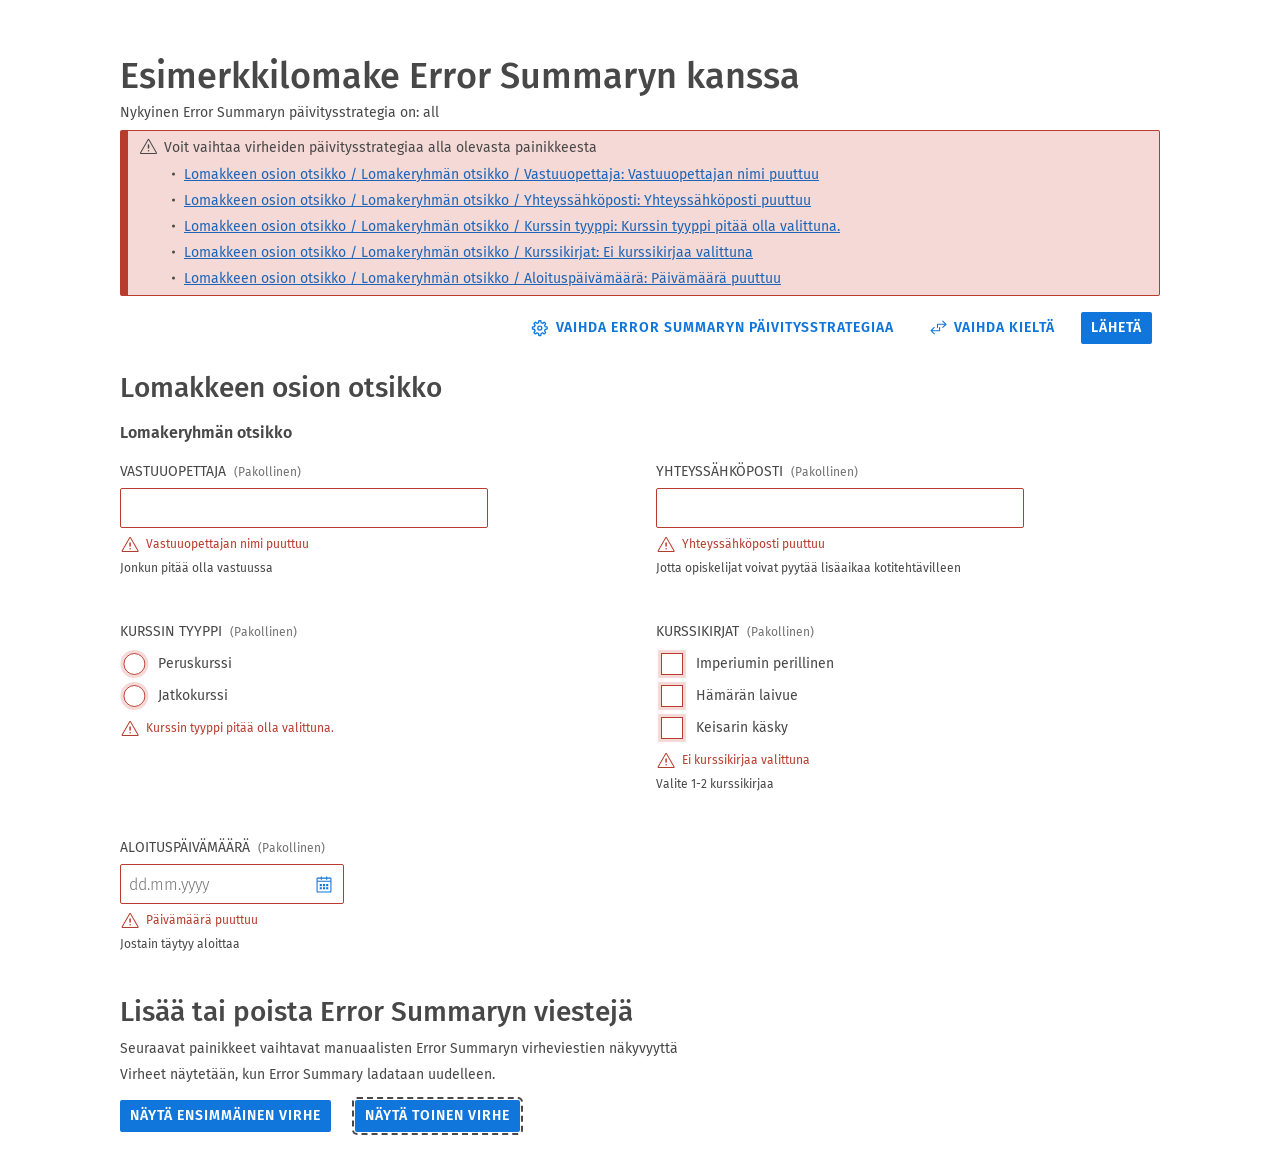 Esimerkkilomake Error Summaryn kanssa
Nykyinen Error Summaryn päivitysstrategia on: all
Voit vaihtaa virheiden päivitysstrategiaa alla olevasta painikkeesta
• Lomakkeen osion otsikko / Lomakeryhmän otsikko / Vastuuopettaja: Vastuuopettajan nimi puuttuu
• Lomakkeen osion otsikko / Lomakeryhmän otsikko / Yhteyssähköposti: Yhteyssähköposti puuttuu
• Lomakkeen osion otsikko / Lomakeryhmän otsikko / Kurssin tyyppi: Kurssin tyyppi pitää olla valittuna.
• Lomakkeen osion otsikko / Lomakeryhmän otsikko / Kurssikirjat: Ei kurssikirjaa valittuna
• Lomakkeen osion otsikko / Lomakeryhmän otsikko / Aloituspäivämäärä: Päivämäärä puuttuu
VAIHDA ERROR SUMMARYN PÄIVITYSSTRATEGIAA VAIHDA KIELTÄ LÄHETÄ
Lomakkeen osion otsikko
Lomakeryhmän otsikko
VASTUUOPETTAJA (Pakollinen)
Vastuuopettajan nimi puuttuu
Jonkun pitää olla vastuussa
YHTEYSSÄHKÖPOSTI (Pakollinen)
Yhteyssähköposti puuttuu
Jotta opiskelijat voivat pyytää lisäaikaa kotitehtävilleen
KURSSIN TYYPPI (Pakollinen)
Peruskurssi
Jatkokurssi
Kurssin tyyppi pitää olla valittuna.
KURSSIKIRJAT (Pakollinen)
Imperiumin perillinen
Hämärän laivue
Keisarin käsky
Ei kurssikirjaa valittuna
Valite 1-2 kurssikirjaa
ALOITUSPÄIVÄMÄÄRÄ (Pakollinen)
dd.mm.yyyy
Päivämäärä puuttuu
Jostain täytyy aloittaa
Lisää tai poista Error Summaryn viestejä
Seuraavat painikkeet vaihtavat manuaalisten Error Summaryn virheviestien näkyvyyttä
Virheet näytetään, kun Error Summary ladataan uudelleen.
NÄYTÄ ENSIMMÄINEN VIRHE NÄYTÄ TOINEN VIRHE